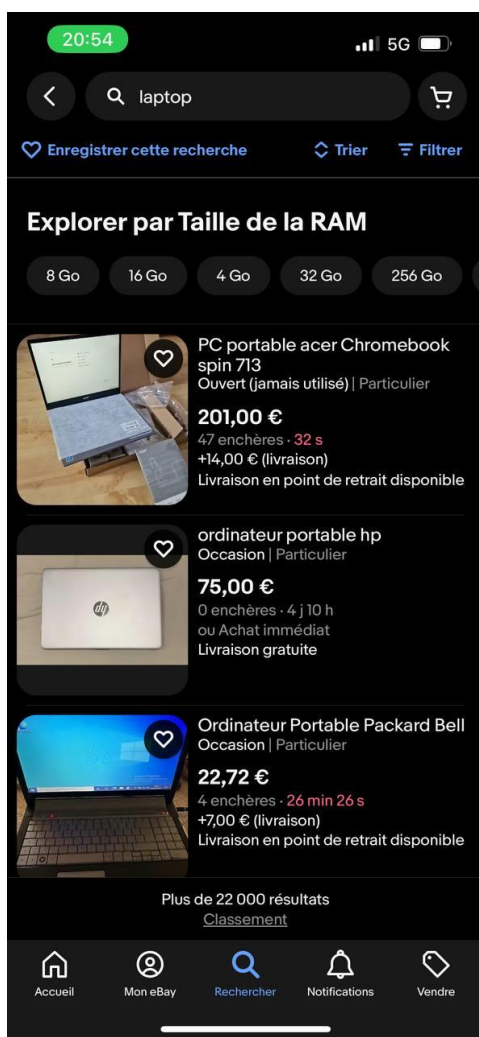 20:54
5G
laptop
Enregistrer cette recherche
Trier
Filtrer
Explorer par Taille de la RAM
8 Go
16 Go
4 Go
32 Go
256 Go
PC portable acer Chromebook
spin 713
Ouvert (jamais utilisé) | Particulier
201,00 €
47 enchères · 32 s
+14,00 € (livraison)
Livraison en point de retrait disponible
hp
ordinateur portable hp
Occasion | Particulier
75,00 €
0 enchères · 4 j 10 h
ou Achat immédiat
Livraison gratuite
Ordinateur Portable Packard Bell
Occasion | Particulier
22,72 €
4 enchères · 26 min 26 s
+7,00 € (livraison)
Livraison en point de retrait disponible
Plus de 22 000 résultats
Classement
Accueil
Mon eBay
Rechercher
Notifications
Vendre